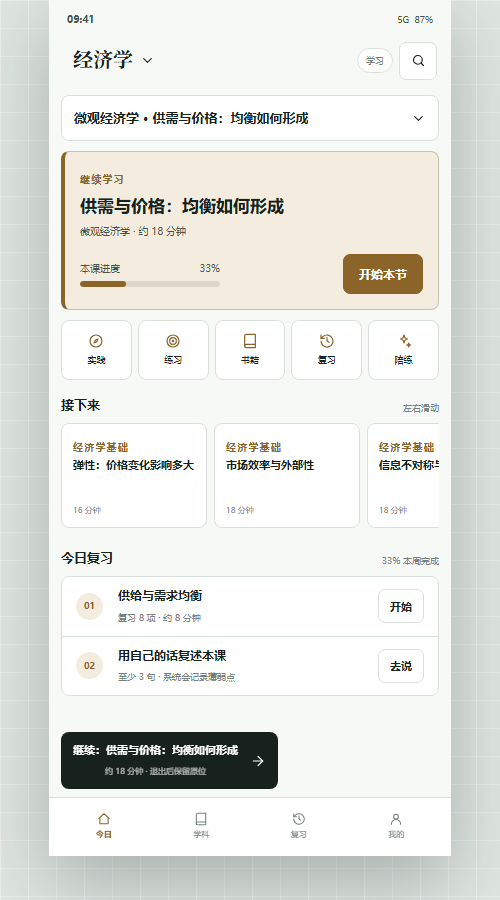 09:41
5G 87%
经济学
学习
微观经济学 • 供需与价格：均衡如何形成
继续学习
供需与价格：均衡如何形成
微观经济学 · 约 18 分钟
本课进度
33%
开始本节
实践
练习
书籍
复习
陪练
接下来
左右滑动
经济学基础
弹性：价格变化影响多大
16 分钟
经济学基础
市场效率与外部性
18 分钟
经济学基础
信息不对称与
18 分钟
今日复习
33% 本周完成
01
供给与需求均衡
复习 8 项 · 约 8 分钟
开始
02
用自己的话复述本课
至少 3 句 · 系统会记录薄弱点
去说
继续：供需与价格：均衡如何形成
约 18 分钟 · 退出后保留原位
今日
学科
复习
我的